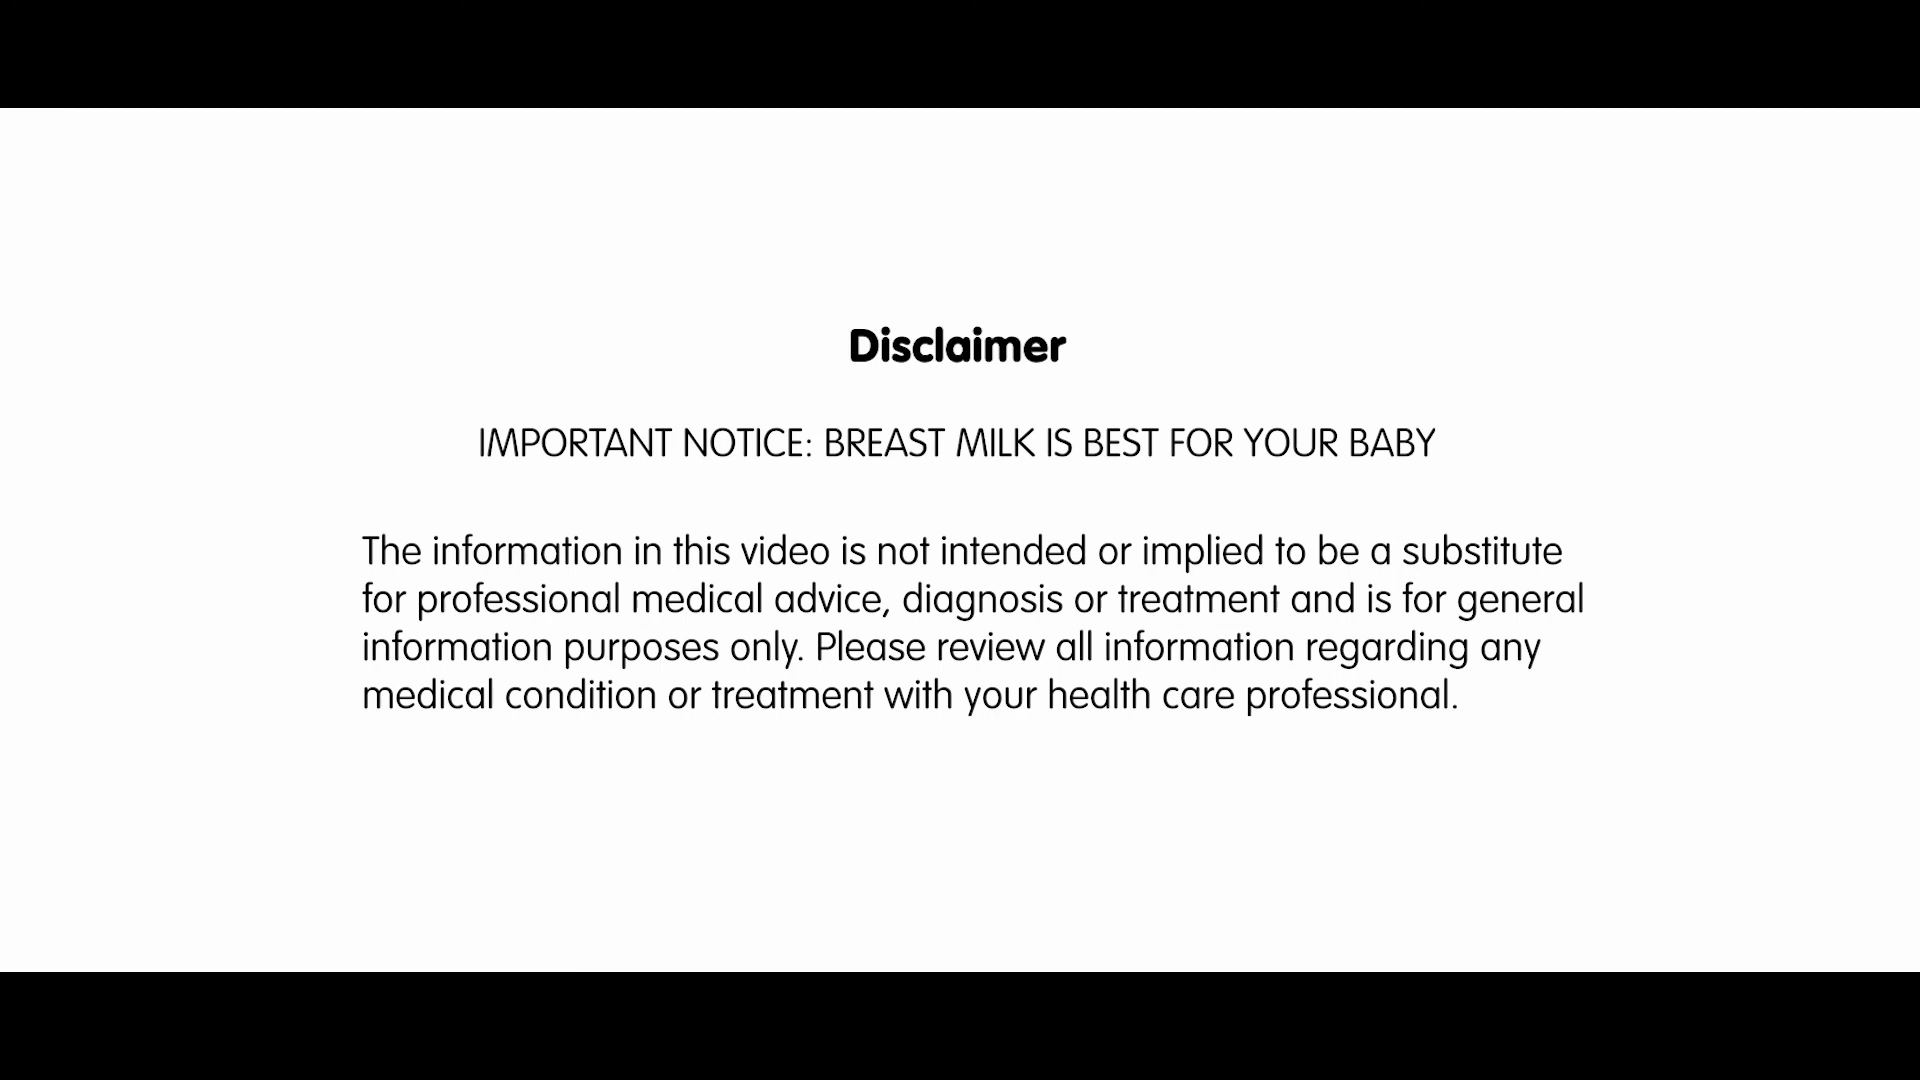 Disclaimer
IMPORTANT NOTICE: BREAST MILK IS BEST FOR YOUR BABY
The information in this video is not intended or implied to be a substitute
for professional medical advice, diagnosis or treatment and is for general
information purposes only. Please review all information regarding any
medical condition or treatment with your health care professional.